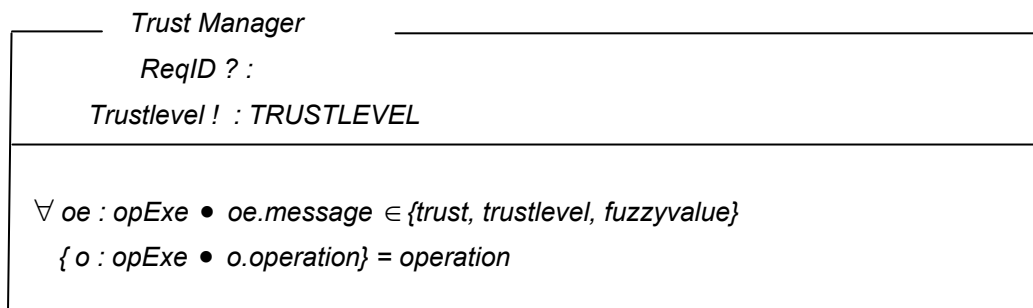 Trust Manager
ReqID ? :
Trustlevel ! : TRUSTLEVEL
∀ oe : opExe • oe.message ∈ {trust, trustlevel, fuzzyvalue}
{ o : opExe • o.operation} = operation